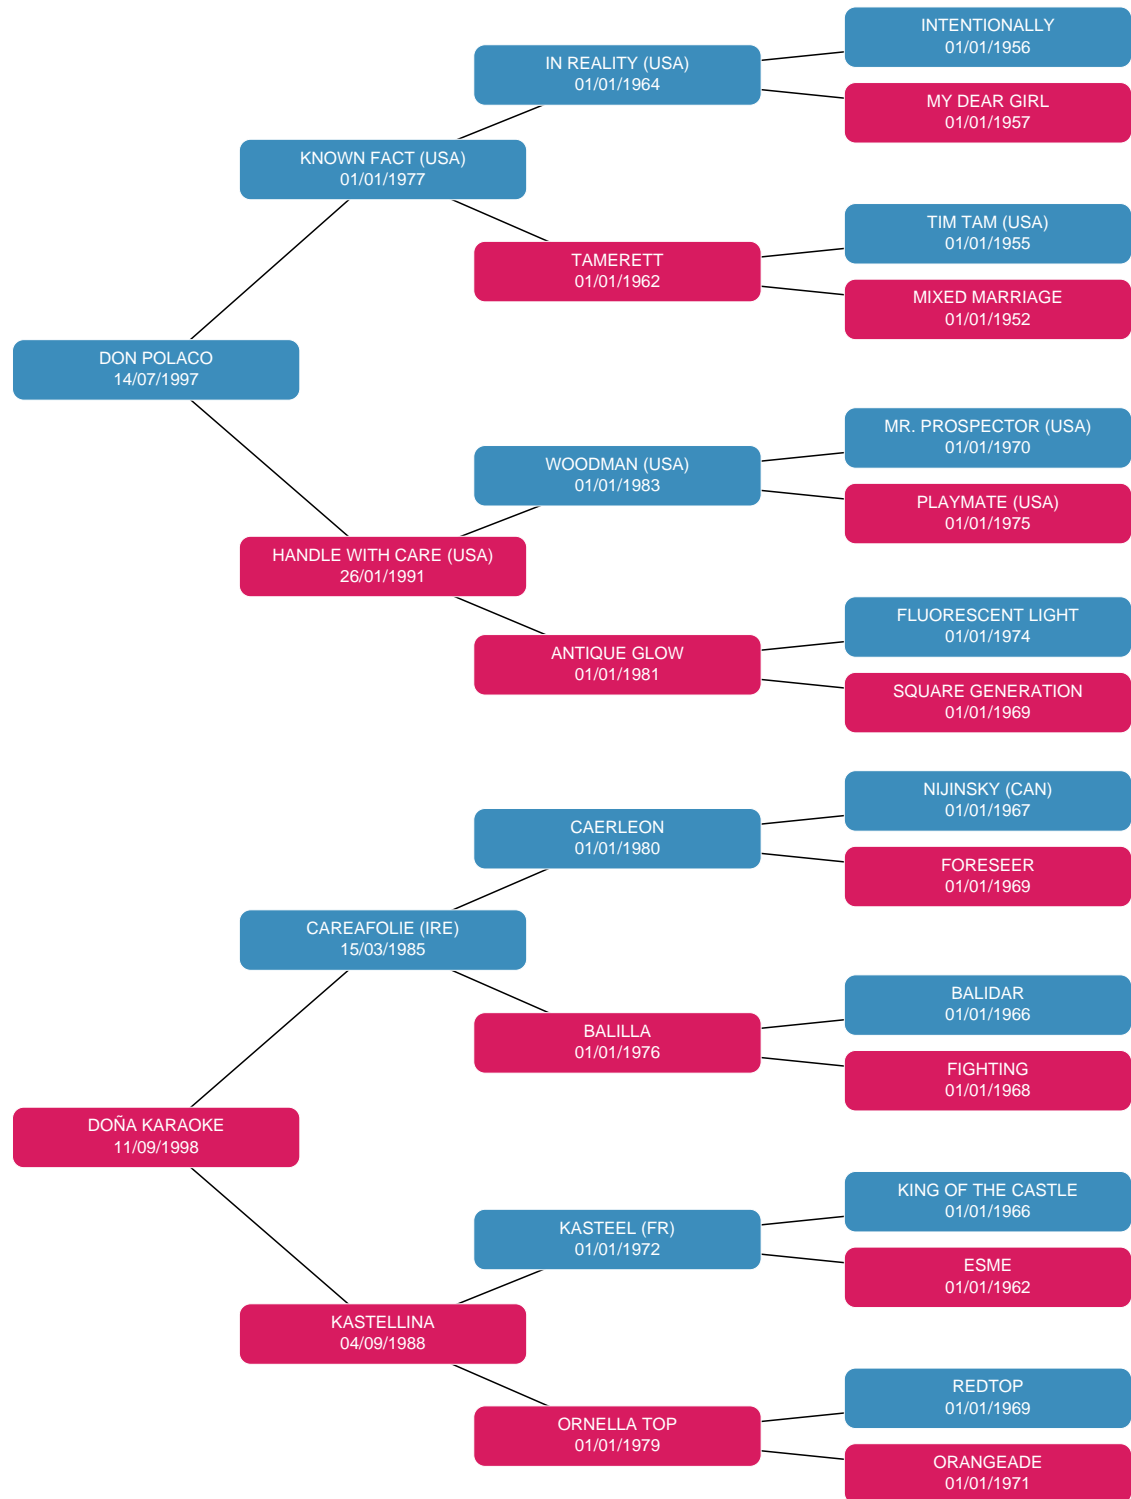 INTENTIONALLY
01/01/1956
IN REALITY (USA)
01/01/1964
MY DEAR GIRL
01/01/1957
KNOWN FACT (USA)
01/01/1977
TIM TAM (USA)
01/01/1955
TAMERETT
01/01/1962
MIXED MARRIAGE
01/01/1952
DON POLACO
14/07/1997
MR. PROSPECTOR (USA)
01/01/1970
WOODMAN (USA)
01/01/1983
PLAYMATE (USA)
01/01/1975
HANDLE WITH CARE (USA)
26/01/1991
FLUORESCENT LIGHT
01/01/1974
ANTIQUE GLOW
01/01/1981
SQUARE GENERATION
01/01/1969
NIJINSKY (CAN)
01/01/1967
CAERLEON
01/01/1980
FORESEER
01/01/1969
CAREAFOLIE (IRE)
15/03/1985
BALIDAR
01/01/1966
BALILLA
01/01/1976
FIGHTING
01/01/1968
DOÑA KARAOKE
11/09/1998
KING OF THE CASTLE
01/01/1966
KASTEEL (FR)
01/01/1972
ESME
01/01/1962
KASTELLINA
04/09/1988
REDTOP
01/01/1969
ORNELLA TOP
01/01/1979
ORANGEADE
01/01/1971